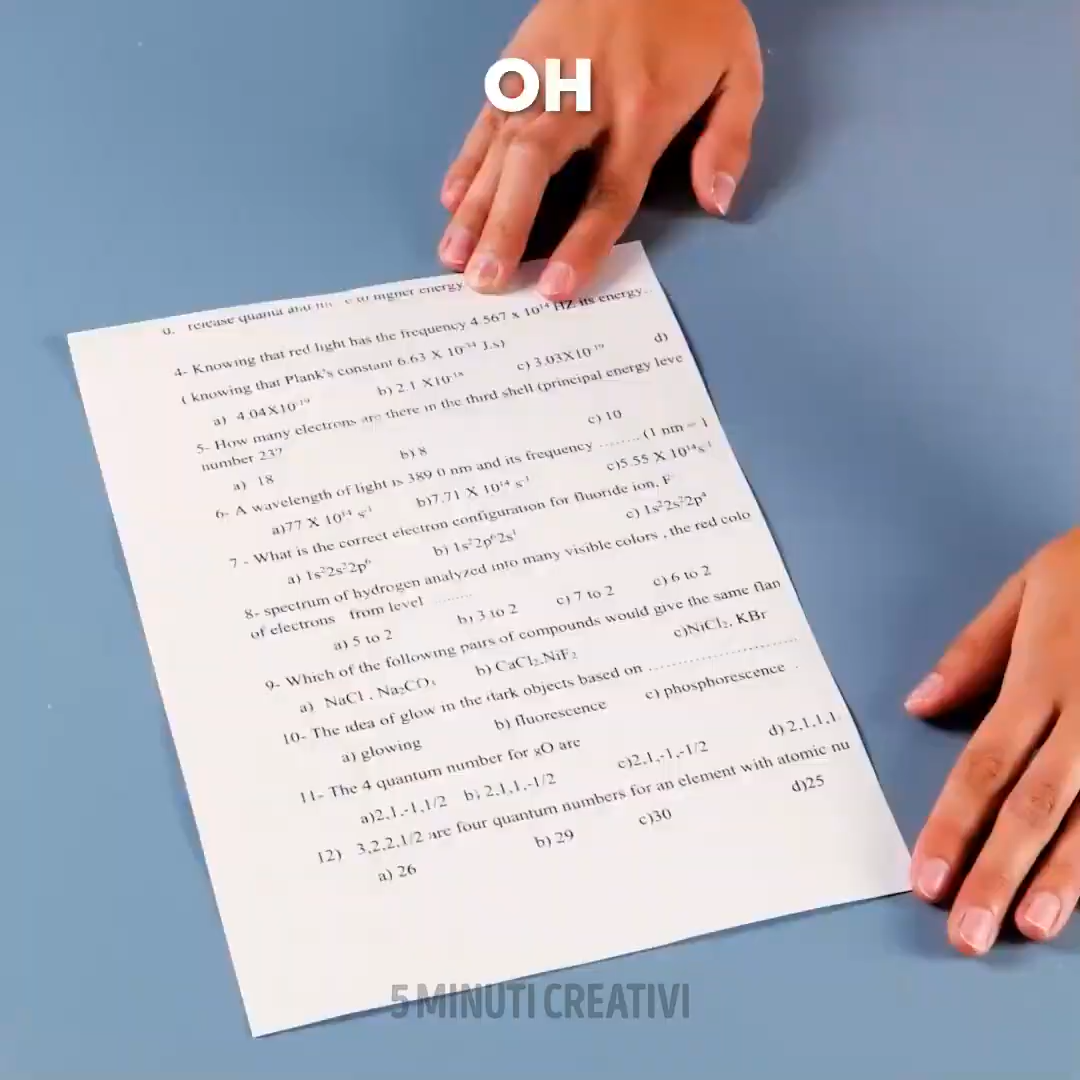 OH
release quanta and to higher energy
4- Knowing that red light has the frequency 4.567 x 10¹⁴ HZ its energy...
( knowing that Plank's constant 6.63 X 10⁻³⁴ J.s)
a) 4.04X10⁻¹⁹ b) 2.1 X10⁻¹⁸ c) 3.03X10⁻¹⁹ d)
5- How many electrons are there in the third shell (principal energy leve
number 23?
a) 18 b) 8 c) 10
6- A wavelength of light is 389.0 nm and its frequency ........(1 nm = 1
a)77 X 10¹⁴ s⁻¹ b)7.71 X 10¹⁴ s⁻¹ c)5.55 X 10¹⁴s⁻¹
7 - What is the correct electron configuration for fluoride ion, F
a) 1s²2s²2p⁶ b) 1s²2p⁶2s¹ c) 1s²2s²2p⁴
8- spectrum of hydrogen analyzed into many visible colors , the red colo
of electrons from level .........
a) 5 to 2 b) 3 to 2 c) 7 to 2 c) 6 to 2
9- Which of the following pairs of compounds would give the same flan
a) NaCl , Na₂CO₃ b) CaCl₂,NiF₂ c)NiCl₂, KBr
10- The idea of glow in the dark objects based on ..............................
a) glowing b) fluorescence c) phosphorescence
11- The 4 quantum number for ₈O are
a)2,1,-1,1/2 b) 2,1,1,-1/2 c)2,1,-1,-1/2 d) 2,1,1,1
12) 3,2,2,1/2 are four quantum numbers for an element with atomic nu
a) 26 b) 29 c)30 d)25
5 MINUTI CREATIVI